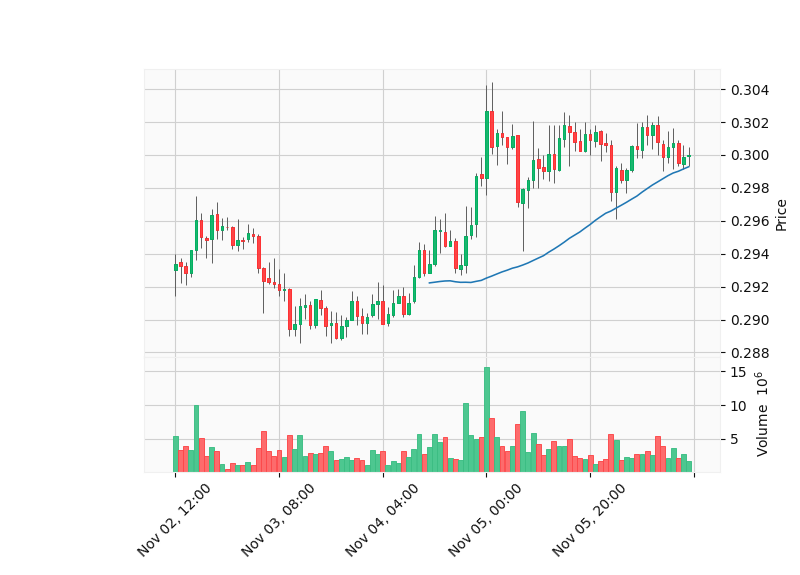 0.304
0.302
0.300
0.298
0.296
0.294
0.292
0.290
0.288
Price
15
10
5
Volume 10⁶
Nov 02, 12:00
Nov 03, 08:00
Nov 04, 04:00
Nov 05, 00:00
Nov 05, 20:00